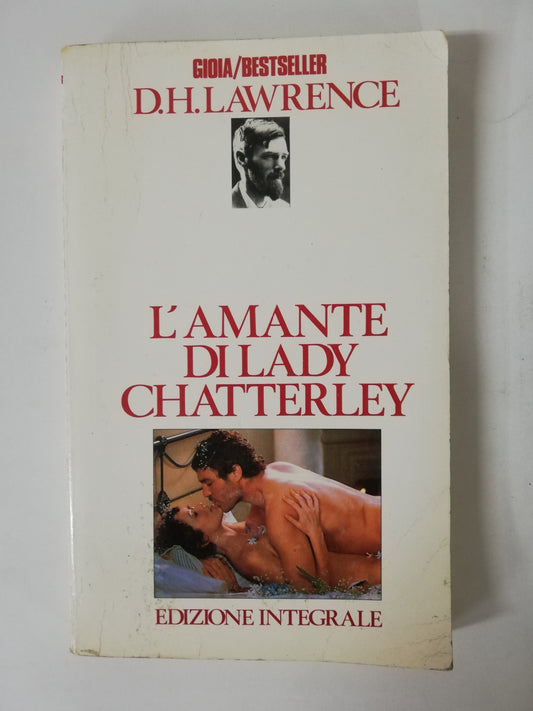 GIOIA/BESTSELLER
D.H.LAWRENCE
L'AMANTE
DI LADY
CHATTERLEY
EDIZIONE INTEGRALE